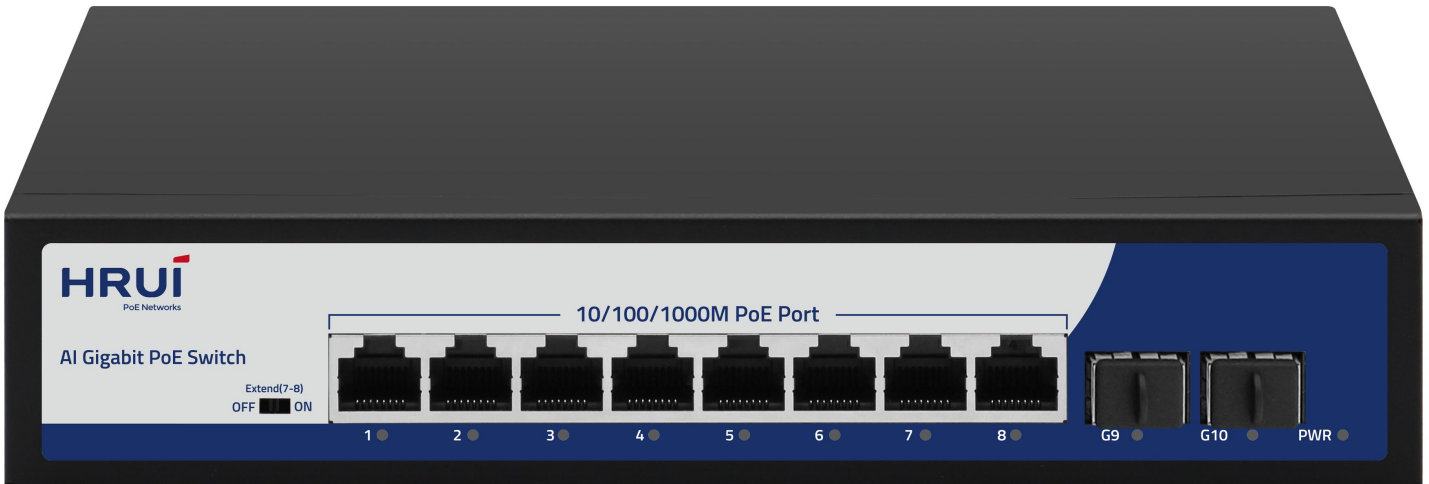 HRUI
PoE Networks
10/100/1000M PoE Port
AI Gigabit PoE Switch
Extend(7-8)
OFF ON
1 2 3 4 5 6 7 8 G9 G10 PWR